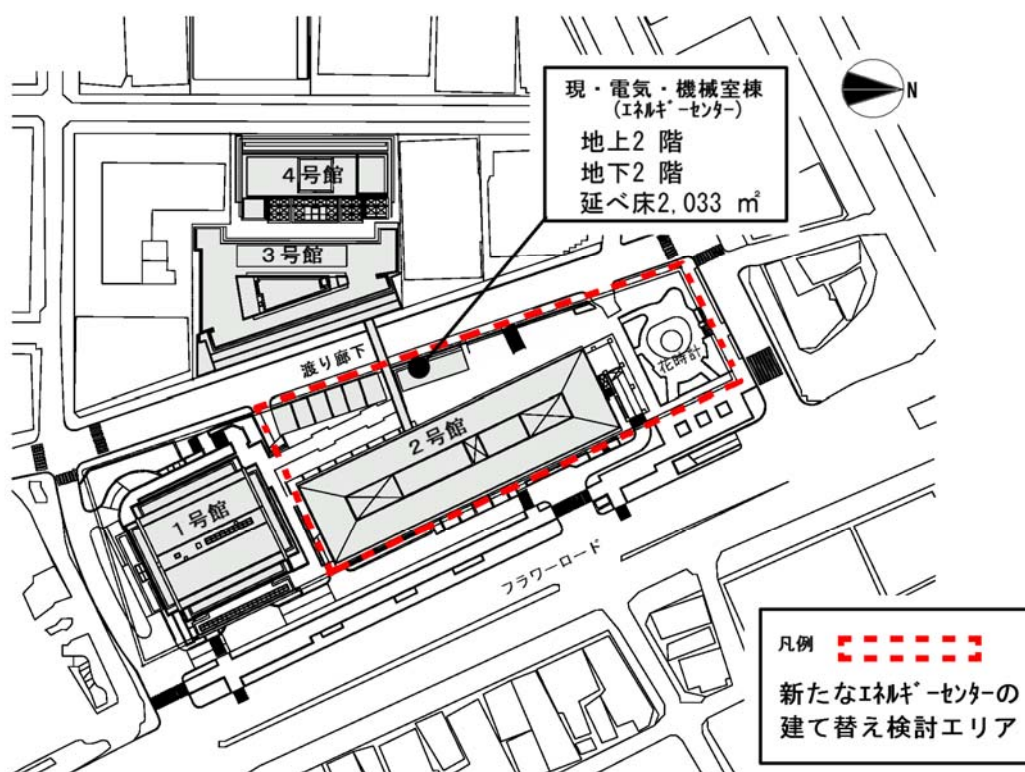 現・電気・機械室棟
(ｴﾈﾙｷﾞｰｾﾝﾀｰ)
地上2 階
地下2 階
延べ床2,033 ㎡
N
4号館
3号館
渡り廊下
花時計
2号館
1号館
フラワーロード
凡例
新たなｴﾈﾙｷﾞｰｾﾝﾀｰの
建て替え検討エリア